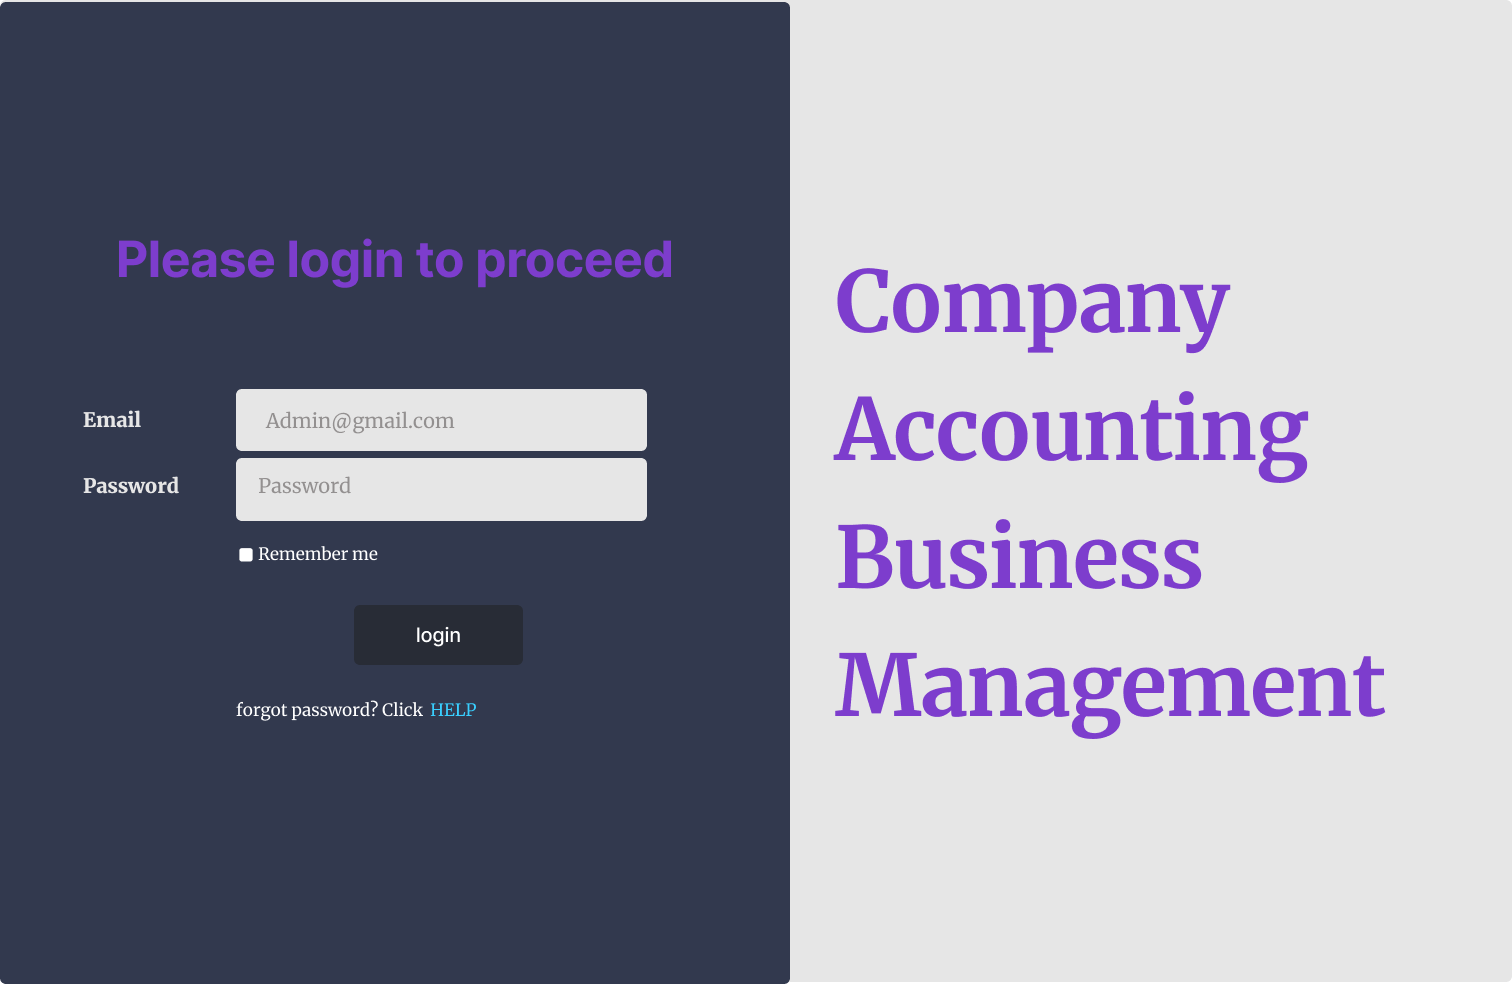 Please login to proceed
Email
Admin@gmail.com
Password
Password
Remember me
login
forgot password? Click HELP
Company
Accounting
Business
Management